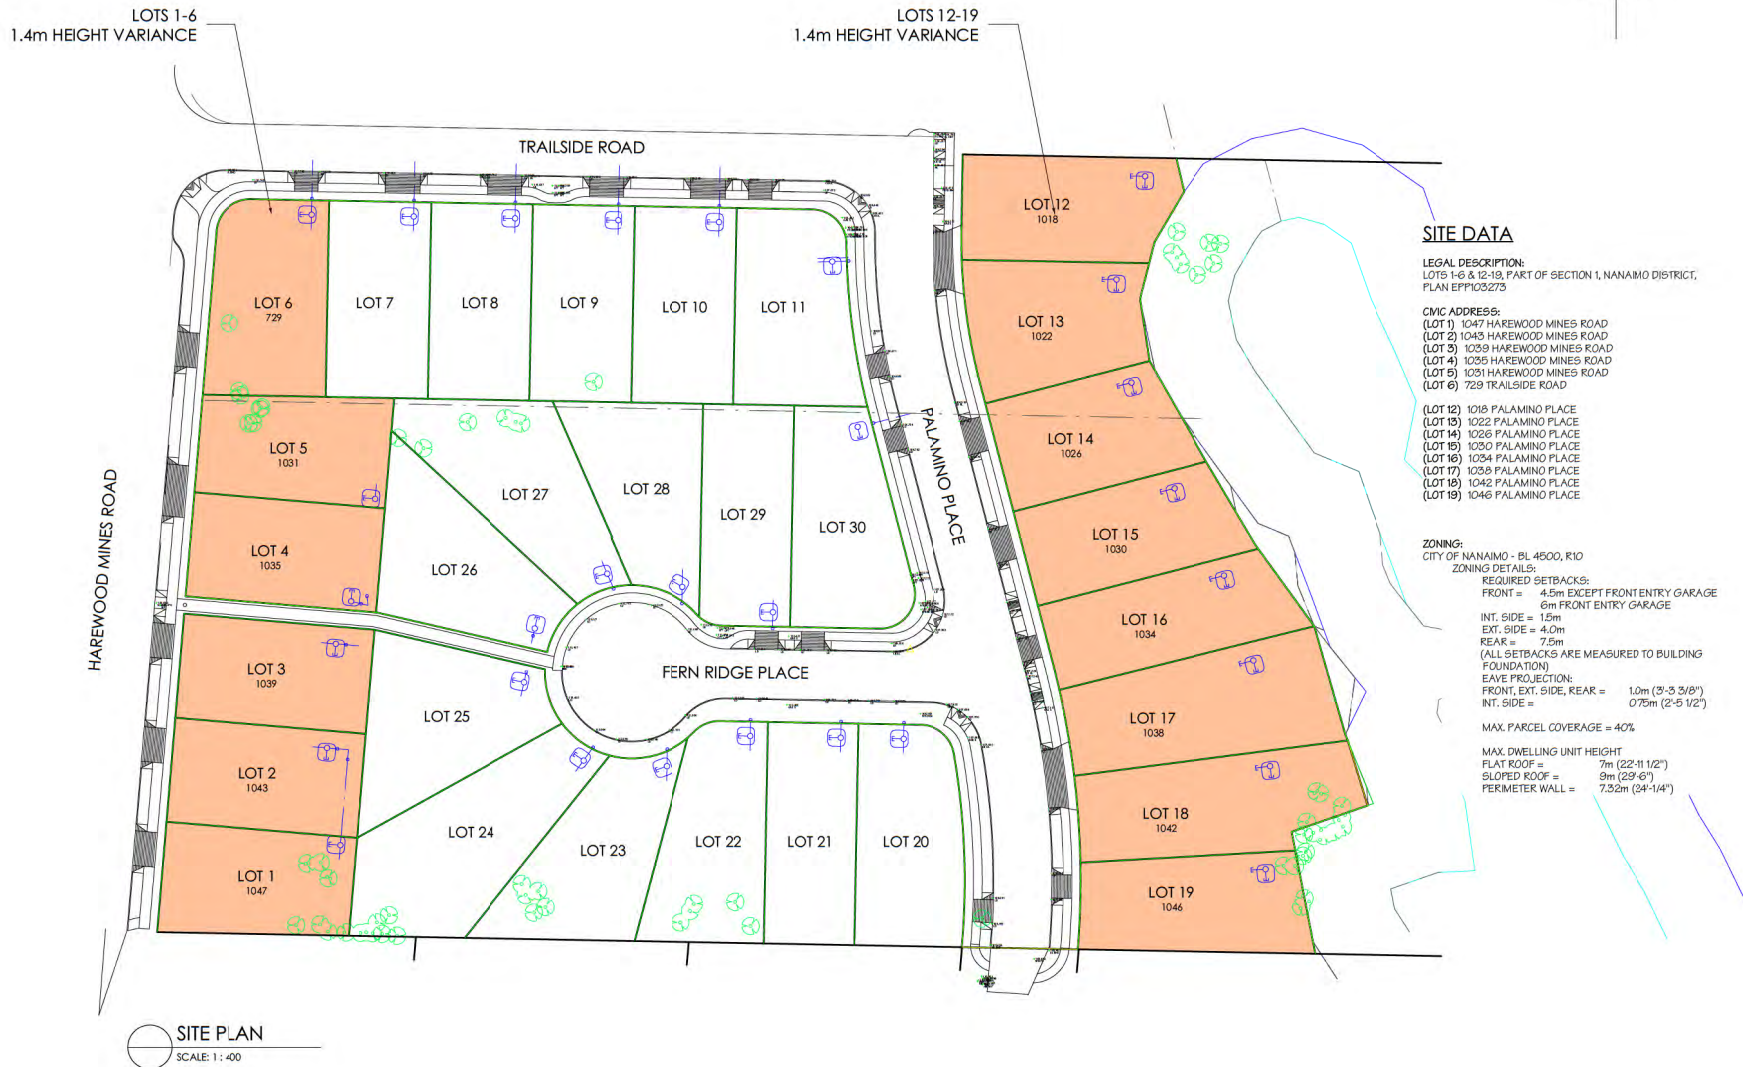 LOTS 1-6
1.4m HEIGHT VARIANCE
LOTS 12-19
1.4m HEIGHT VARIANCE
TRAILSIDE ROAD
LOT 12
1018
LOT 6
729
LOT 7
LOT 8
LOT 9
LOT 10
LOT 11
LOT 13
1022
LOT 5
1031
LOT 14
1026
LOT 27
LOT 28
LOT 29
LOT 30
PALAMINO PLACE
LOT 15
1030
LOT 4
1035
LOT 26
HAREWOOD MINES ROAD
LOT 16
1034
LOT 3
1039
FERN RIDGE PLACE
LOT 25
LOT 17
1038
LOT 2
1043
LOT 24
LOT 23
LOT 22
LOT 21
LOT 20
LOT 18
1042
LOT 1
1047
LOT 19
1046
SITE DATA
LEGAL DESCRIPTION:
LOTS 1-6 & 12-19, PART OF SECTION 1, NANAIMO DISTRICT,
PLAN EPP103273
CIVIC ADDRESS:
(LOT 1) 1047 HAREWOOD MINES ROAD
(LOT 2) 1043 HAREWOOD MINES ROAD
(LOT 3) 1039 HAREWOOD MINES ROAD
(LOT 4) 1035 HAREWOOD MINES ROAD
(LOT 5) 1031 HAREWOOD MINES ROAD
(LOT 6) 729 TRAILSIDE ROAD
(LOT 12) 1018 PALAMINO PLACE
(LOT 13) 1022 PALAMINO PLACE
(LOT 14) 1026 PALAMINO PLACE
(LOT 15) 1030 PALAMINO PLACE
(LOT 16) 1034 PALAMINO PLACE
(LOT 17) 1038 PALAMINO PLACE
(LOT 18) 1042 PALAMINO PLACE
(LOT 19) 1046 PALAMINO PLACE
ZONING:
CITY OF NANAIMO - BL 4500, R10
ZONING DETAILS:
REQUIRED SETBACKS:
FRONT = 4.5m EXCEPT FRONT ENTRY GARAGE
6m FRONT ENTRY GARAGE
INT. SIDE = 1.5m
EXT. SIDE = 4.0m
REAR = 7.5m
(ALL SETBACKS ARE MEASURED TO BUILDING
FOUNDATION)
EAVE PROJECTION:
FRONT, EXT. SIDE, REAR = 1.0m (3'-3 3/8")
INT. SIDE = 0.75m (2'-5 1/2")
MAX. PARCEL COVERAGE = 40%
MAX. DWELLING UNIT HEIGHT
FLAT ROOF = 7m (22'-11 1/2")
SLOPED ROOF = 9m (29'-6")
PERIMETER WALL = 7.32m (24'-1/4")
SITE PLAN
SCALE: 1 : 400